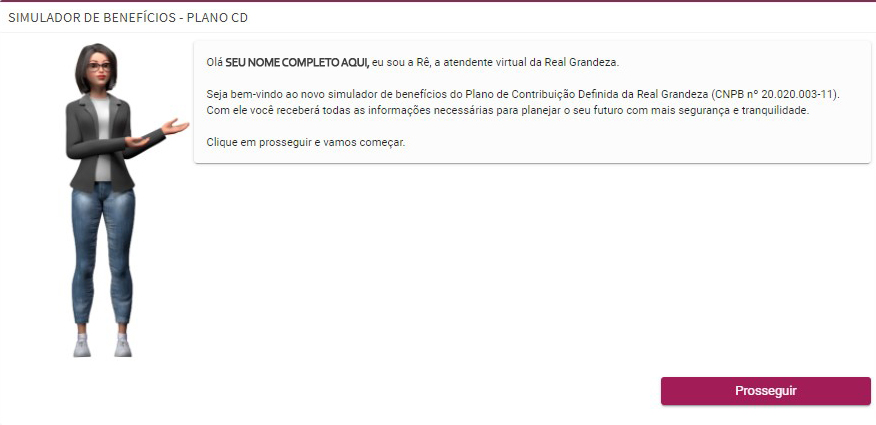 SIMULADOR DE BENEFÍCIOS - PLANO CD
Olá SEU NOME COMPLETO AQUI, eu sou a Rê, a atendente virtual da Real Grandeza.
Seja bem-vindo ao novo simulador de benefícios do Plano de Contribuição Definida da Real Grandeza (CNPB nº 20.020.003-11).
Com ele você receberá todas as informações necessárias para planejar o seu futuro com mais segurança e tranquilidade.
Clique em prosseguir e vamos começar.
Prosseguir